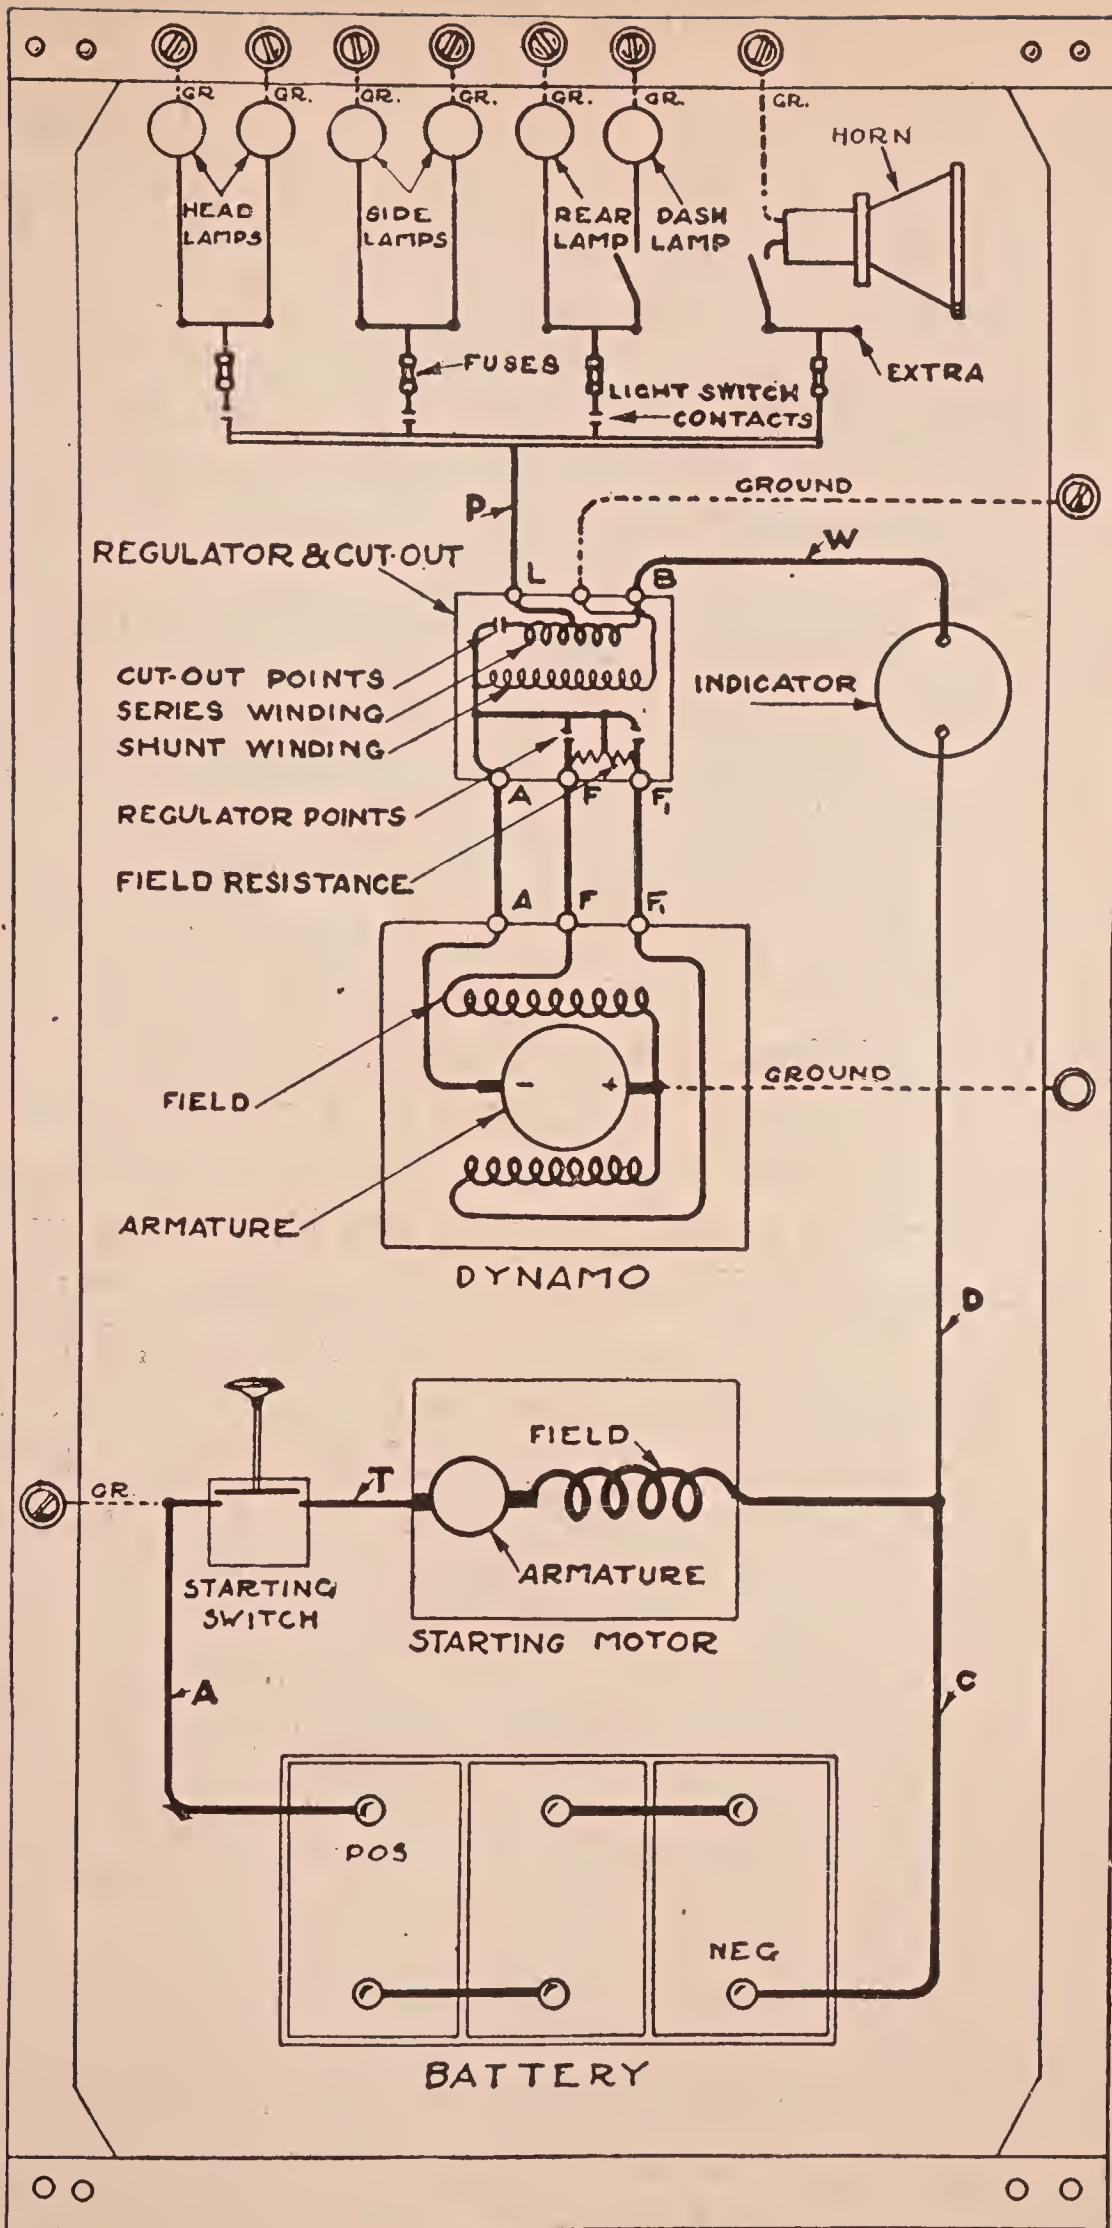 GR
GR.
GR.
GR.
GR.
GR.
GR.
HORN
HEAD
LAMPS
SIDE
LAMPS
REAR
LAMP
DASH
LAMP
FUSES
EXTRA
LIGHT SWITCH
CONTACTS
P
GROUND
W
REGULATOR & CUT-OUT
L
B
CUT-OUT POINTS
SERIES WINDING
SHUNT WINDING
INDICATOR
A
F
F1
REGULATOR POINTS
FIELD RESISTANCE
A
F
F1
- +
GROUND
FIELD
ARMATURE
DYNAMO
D
FIELD
GR.
T
ARMATURE
STARTING
SWITCH
STARTING MOTOR
A
C
POS
NEG
BATTERY